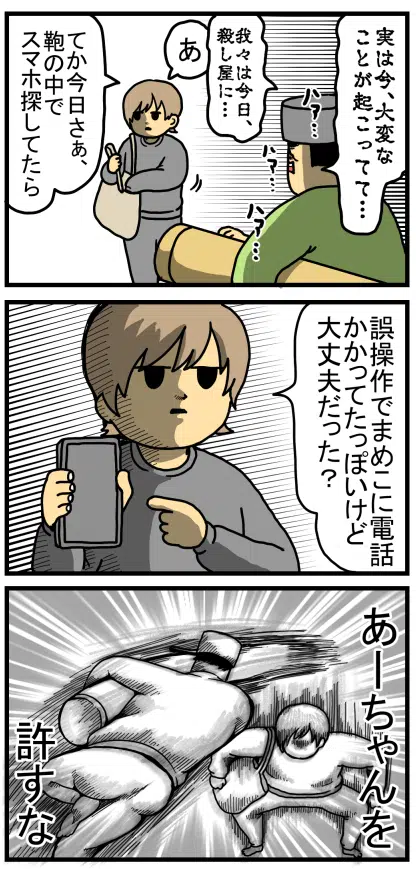 実は今、大変な
ことが起こってて…
ハァ…
ハァ…
ハァ…
我々は今日、
殺し屋に…
あ
てか今日さぁ、
鞄の中で
スマホ探してたら
誤操作でまめこに電話
かかってたっぽいけど
大丈夫だった？
あーちゃんを
許すな